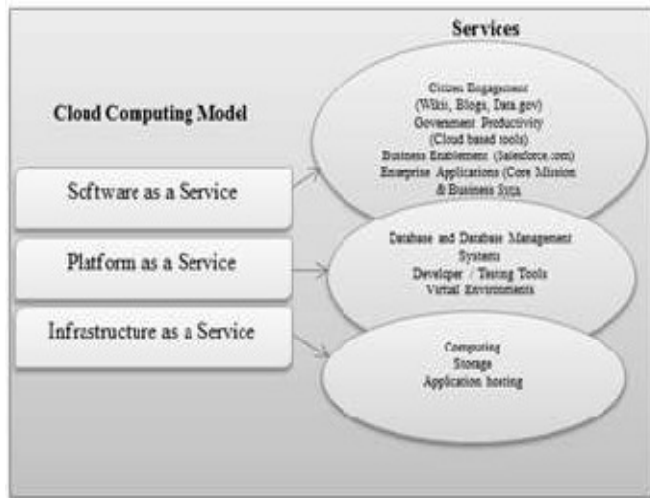 Services
Cloud Computing Model
Citizen Engagement
(Wikis, Blogs, Data.gov)
Government Productivity
(Cloud based tools)
Business Enablement (Salesforce.com)
Enterprise Applications (Core Mission
& Business
Software as a Service
Database and Database Management
Systems
Developer / Testing Tools
Virtual Environments
Platform as a Service
Infrastructure as a Service
Computing
Storage
Application hosting